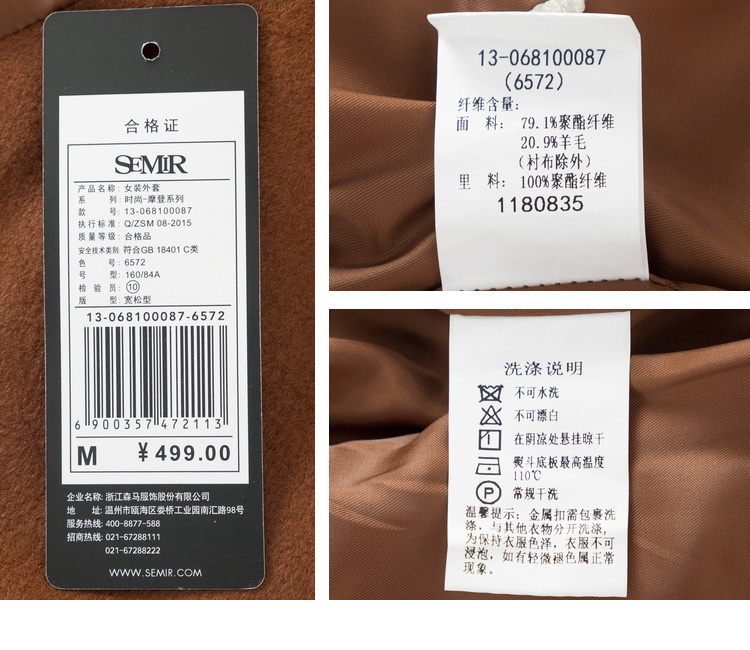 合格证
SEMIR
产品名称: 女装外套
系 列: 时尚-摩登系列
款 号: 13-068100087
执行标准: Q/ZSM 08-2015
质量等级: 合格品
安全技术类别: 符合GB 18401 C类
色 号: 6572
号 型: 160/84A
检 验 员: ⑩
版 型: 宽松型
13-068100087-6572
6 900357 472113
M ¥499.00
企业名称: 浙江森马服饰股份有限公司
地 址: 温州市瓯海区娄桥工业园南汇路98号
服务热线: 400-8877-588
招商热线: 021-67288111
021-67288222
WWW.SEMIR.COM
13-068100087
(6572)
纤维含量:
面 料: 79.1%聚酯纤维
20.9%羊毛
(衬布除外)
里 料: 100%聚酯纤维
1180835
洗涤说明
不可水洗
不可漂白
在阴凉处悬挂晾干
熨斗底板最高温度
110℃
P 常规干洗
温馨提示: 金属扣需包裹洗
涤, 与其他衣物分开洗涤,
为保持衣服色泽, 衣服不可
浸泡, 如有轻微褪色属正常
现象。